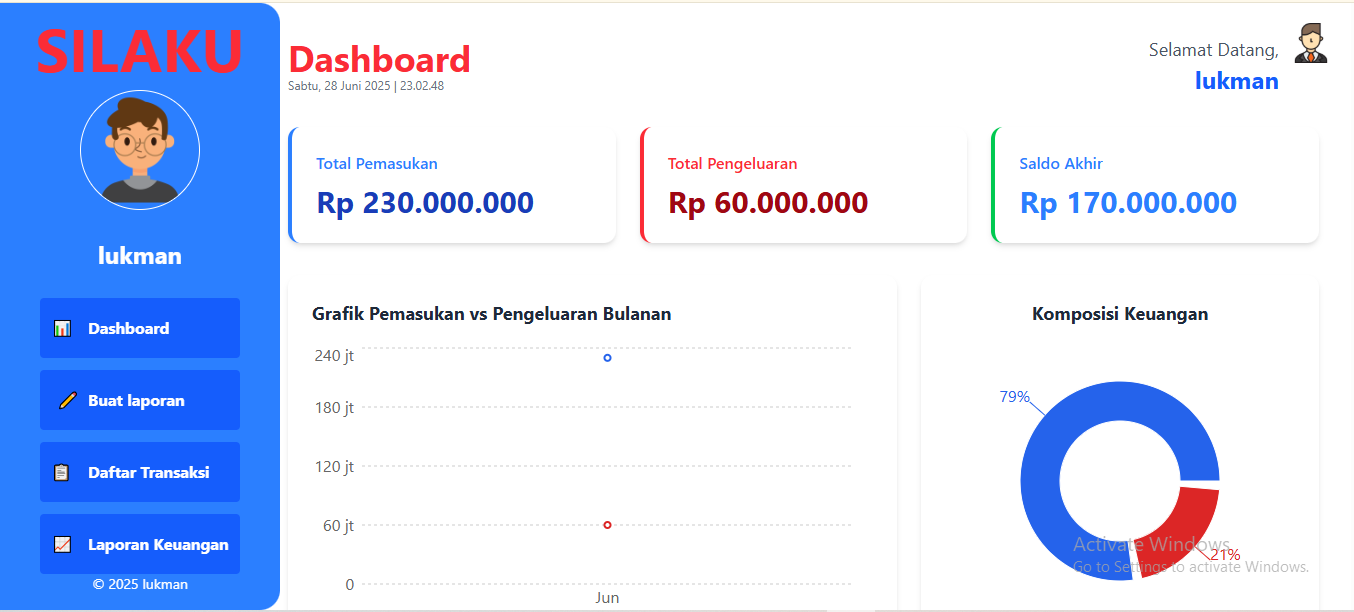 SILAKU
lukman
Dashboard
Buat laporan
Daftar Transaksi
Laporan Keuangan
© 2025 lukman
Dashboard
Sabtu, 28 Juni 2025 | 23.02.48
Selamat Datang,
lukman
Total Pemasukan
Rp 230.000.000
Total Pengeluaran
Rp 60.000.000
Saldo Akhir
Rp 170.000.000
Grafik Pemasukan vs Pengeluaran Bulanan
240 jt
180 jt
120 jt
60 jt
0
Jun
Komposisi Keuangan
79%
21%
Activate Windows
Go to Settings to activate Windows.